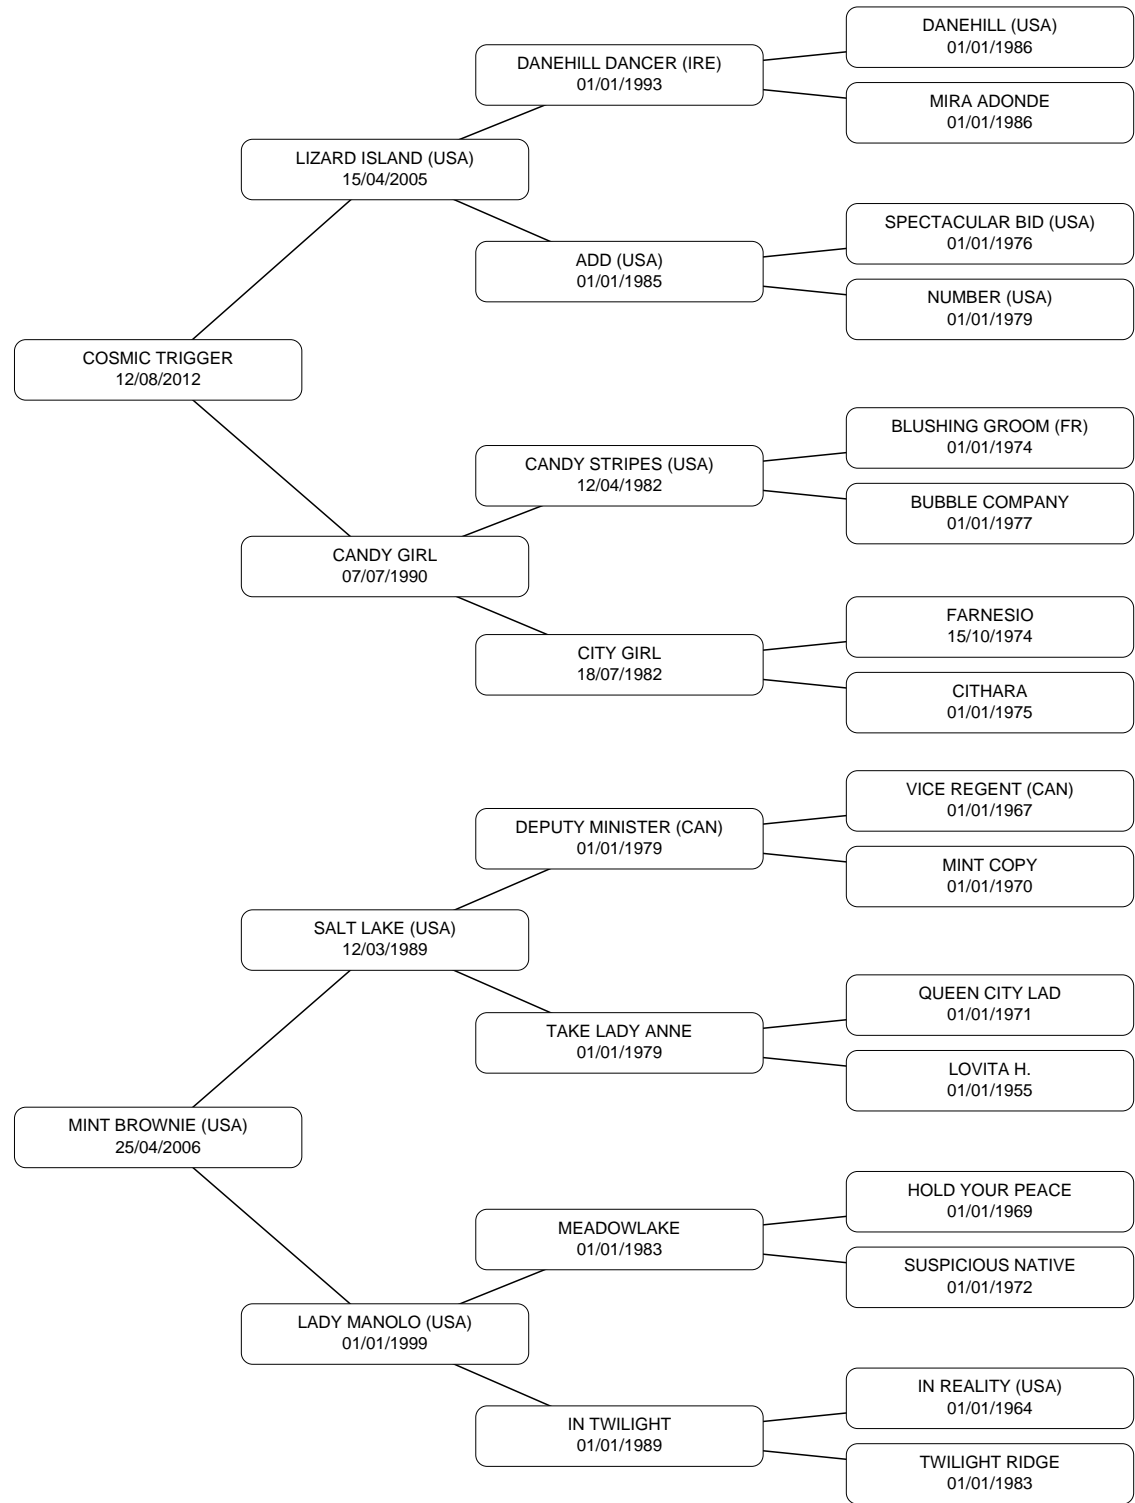 DANEHILL (USA)
01/01/1986
DANEHILL DANCER (IRE)
01/01/1993
MIRA ADONDE
01/01/1986
LIZARD ISLAND (USA)
15/04/2005
SPECTACULAR BID (USA)
01/01/1976
ADD (USA)
01/01/1985
NUMBER (USA)
01/01/1979
COSMIC TRIGGER
12/08/2012
BLUSHING GROOM (FR)
01/01/1974
CANDY STRIPES (USA)
12/04/1982
BUBBLE COMPANY
01/01/1977
CANDY GIRL
07/07/1990
FARNESIO
15/10/1974
CITY GIRL
18/07/1982
CITHARA
01/01/1975
VICE REGENT (CAN)
01/01/1967
DEPUTY MINISTER (CAN)
01/01/1979
MINT COPY
01/01/1970
SALT LAKE (USA)
12/03/1989
QUEEN CITY LAD
01/01/1971
TAKE LADY ANNE
01/01/1979
LOVITA H.
01/01/1955
MINT BROWNIE (USA)
25/04/2006
HOLD YOUR PEACE
01/01/1969
MEADOWLAKE
01/01/1983
SUSPICIOUS NATIVE
01/01/1972
LADY MANOLO (USA)
01/01/1999
IN REALITY (USA)
01/01/1964
IN TWILIGHT
01/01/1989
TWILIGHT RIDGE
01/01/1983